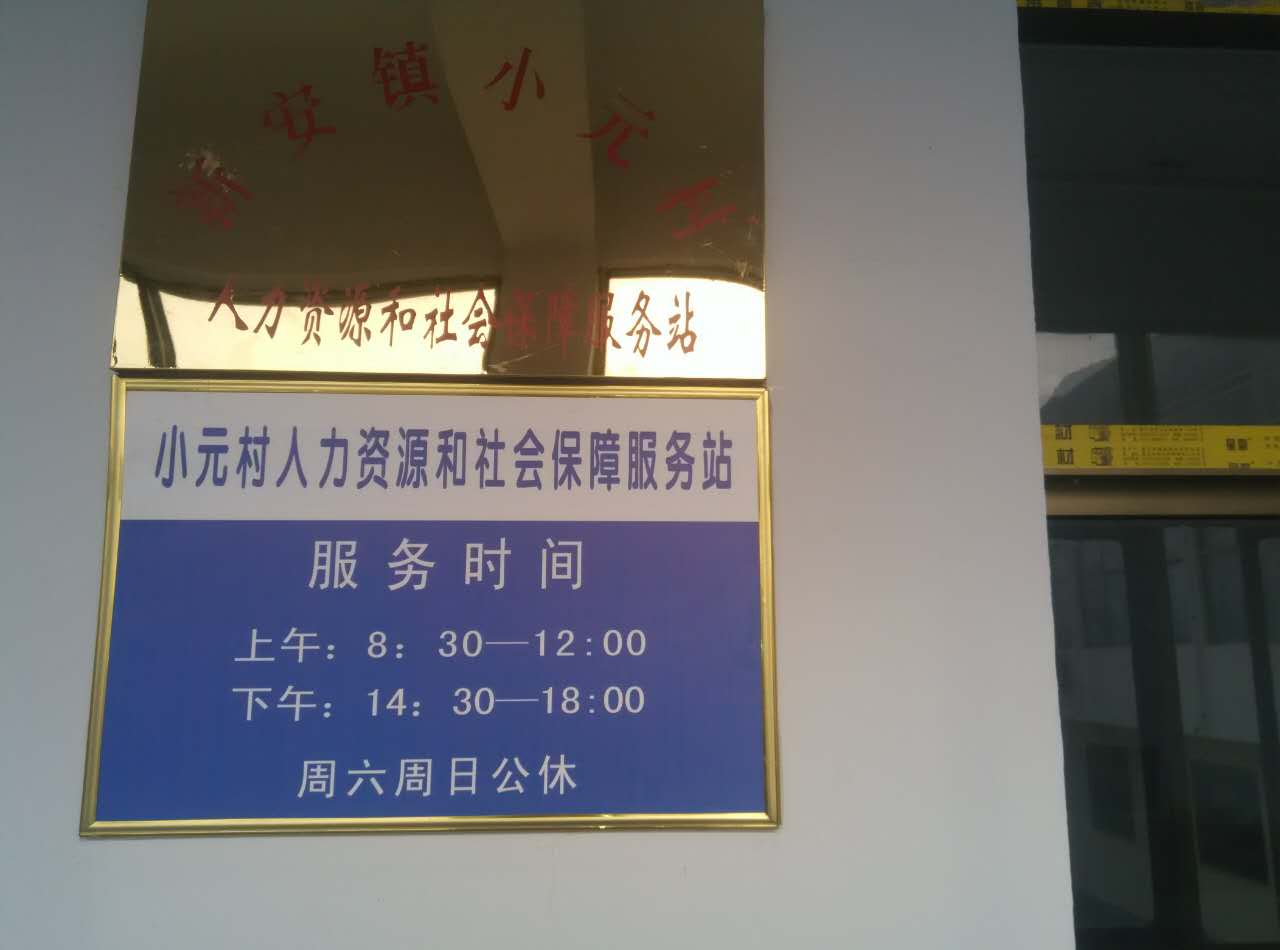 安镇小元
人力资源和社会保障服务站
小元村人力资源和社会保障服务站
服务时间
上午：8：30—12:00
下午：14：30—18:00
周六周日公休
材
材